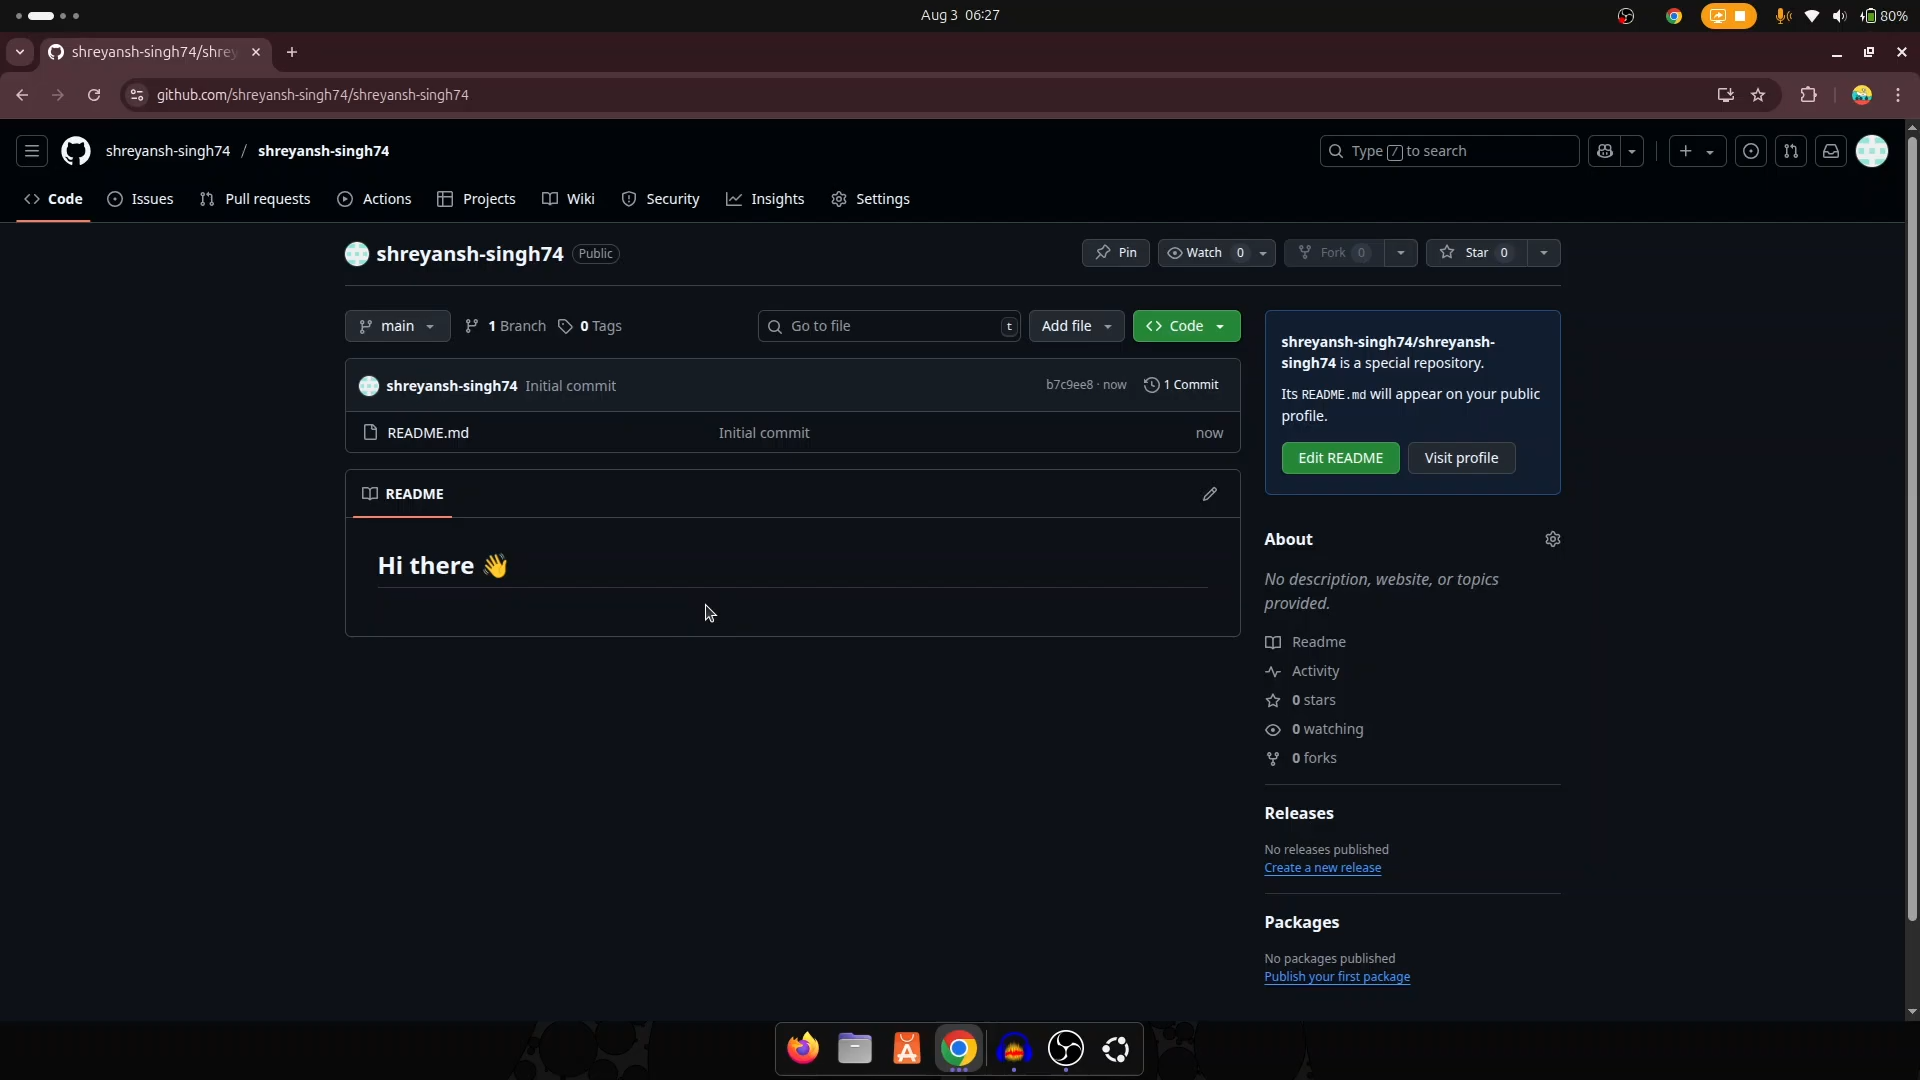 Aug 3 06:27
80%
shreyansh-singh74/shrey
github.com/shreyansh-singh74/shreyansh-singh74
shreyansh-singh74 / shreyansh-singh74
Type / to search
Code Issues Pull requests Actions Projects Wiki Security Insights Settings
shreyansh-singh74 Public
Pin Watch 0 Fork 0 Star 0
main 1 Branch 0 Tags Go to file t Add file Code
shreyansh-singh74 Initial commit b7c9ee8 · now 1 Commit
README.md Initial commit now
README
Hi there 👋
shreyansh-singh74/shreyansh-
singh74 is a special repository.
Its README.md will appear on your public
profile.
Edit README Visit profile
About
No description, website, or topics
provided.
Readme
Activity
0 stars
0 watching
0 forks
Releases
No releases published
Create a new release
Packages
No packages published
Publish your first package